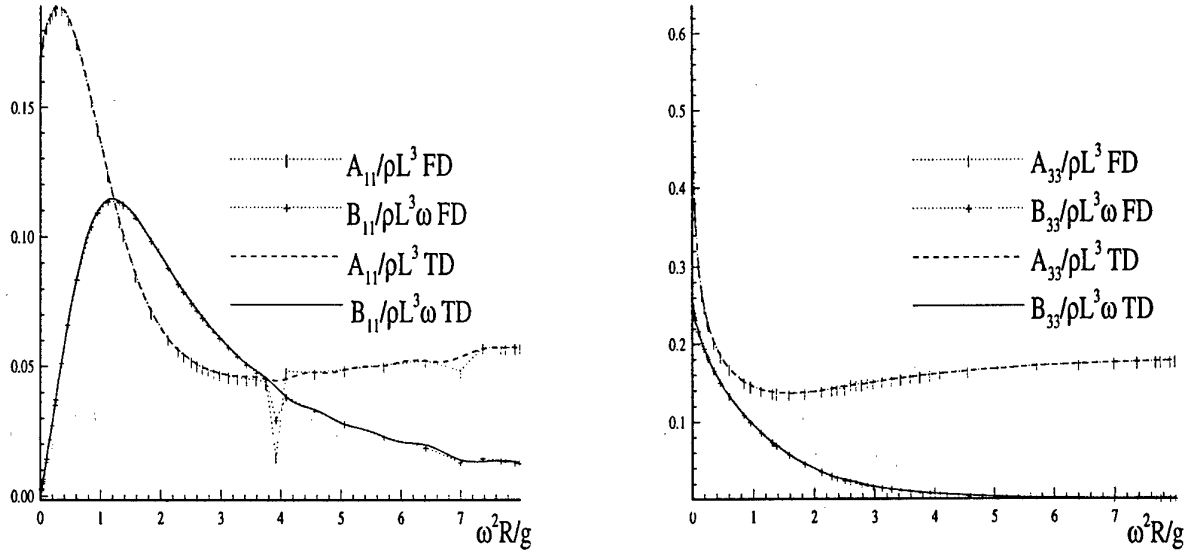 0.15
0.10
0.05
0.00
A₁₁/ρL³ FD
B₁₁/ρL³ω FD
A₁₁/ρL³ TD
B₁₁/ρL³ω TD
0 1 2 3 4 5 6 7 ω²R/g
0.6
0.5
0.4
0.3
0.2
0.1
0
A₃₃/ρL³ FD
B₃₃/ρL³ω FD
A₃₃/ρL³ TD
B₃₃/ρL³ω TD
0 1 2 3 4 5 6 7 ω²R/g